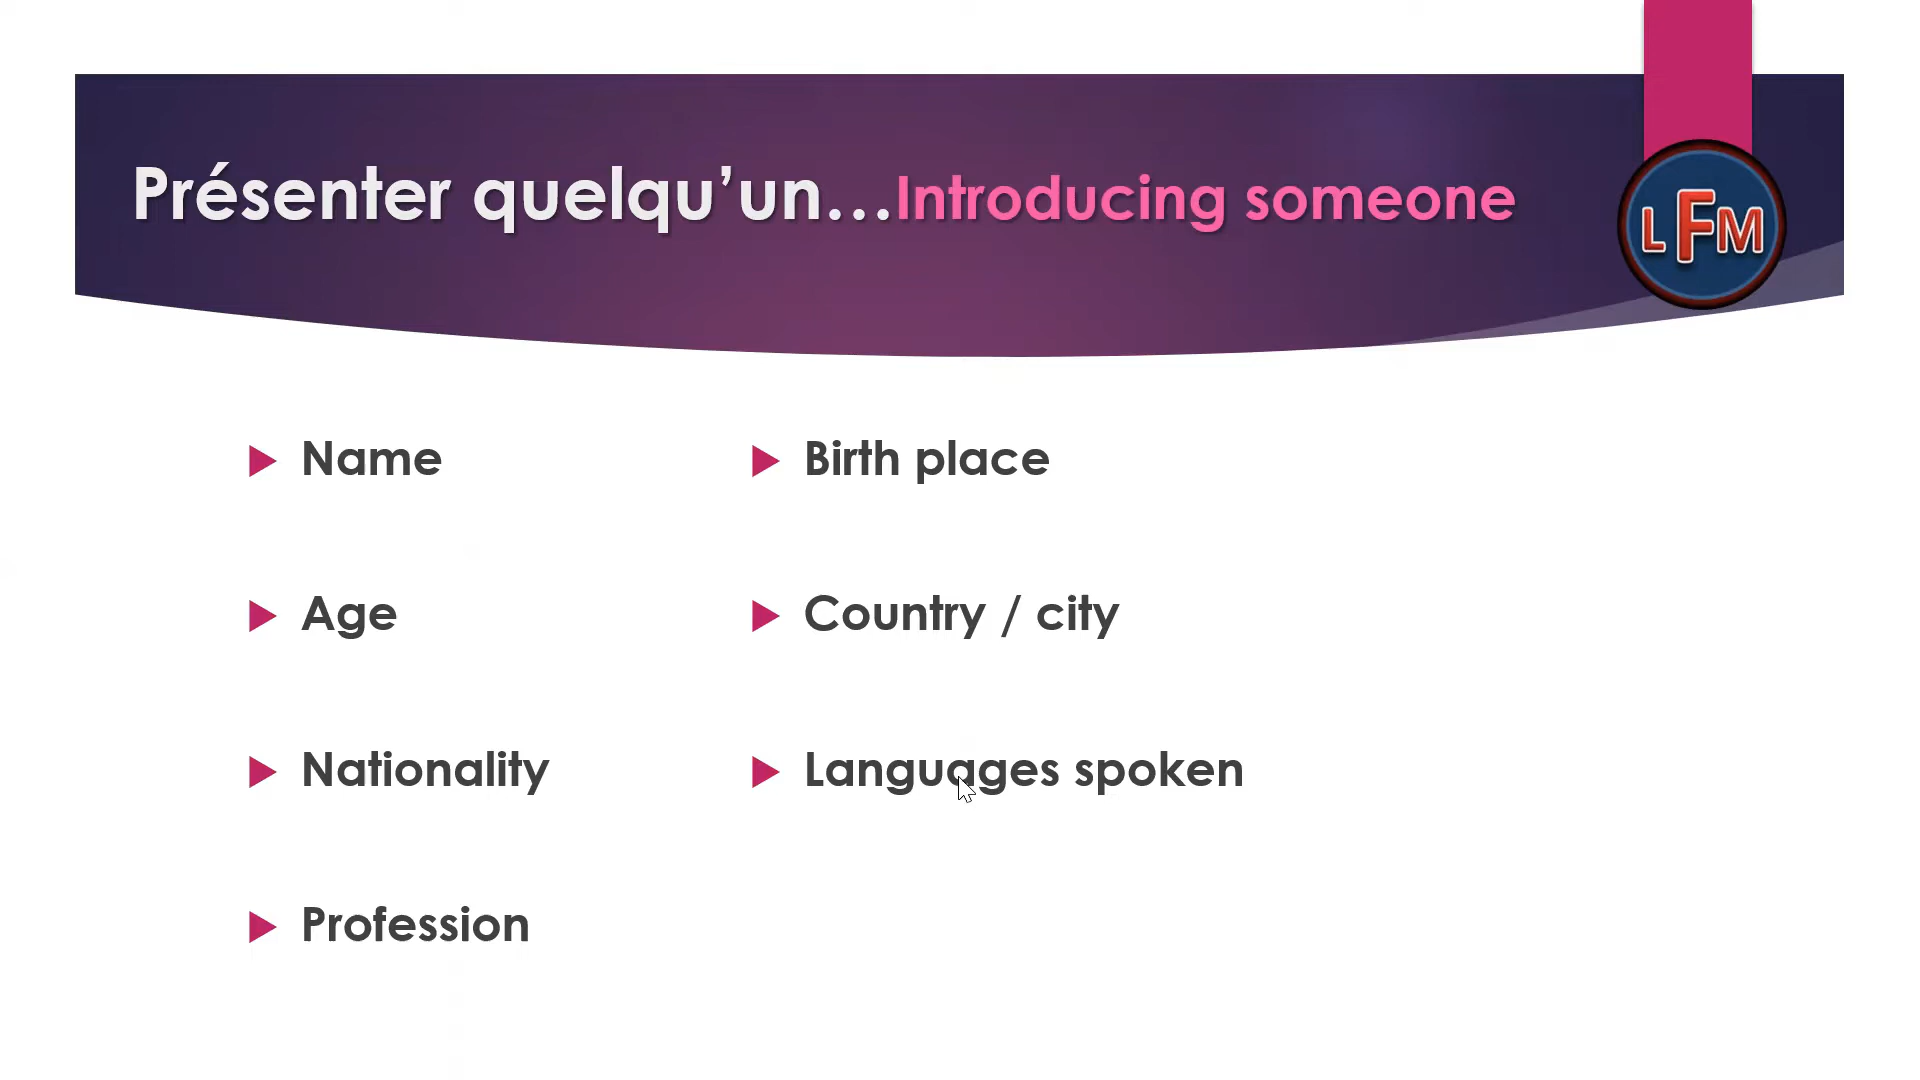 Présenter quelqu’un...Introducing someone
LFM
Name
Age
Nationality
Profession
Birth place
Country / city
Languages spoken